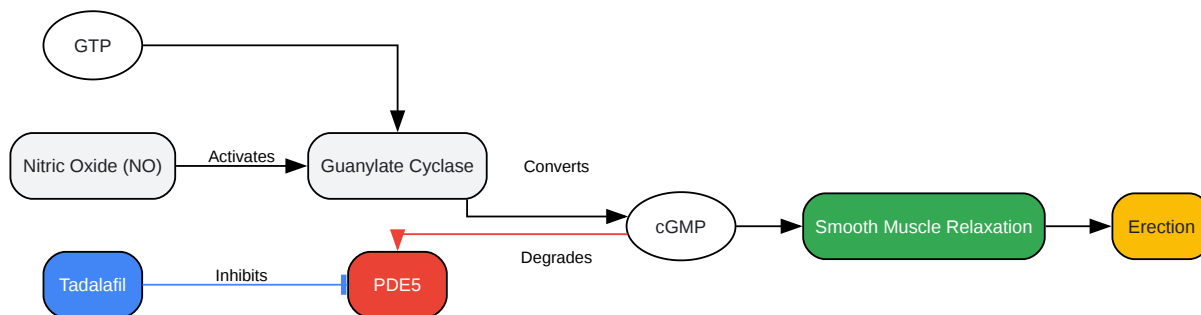 GTP
Nitric Oxide (NO)
Activates
Guanylate Cyclase
Converts
cGMP
Smooth Muscle Relaxation
Erection
Degrades
Tadalafil
Inhibits
PDE5